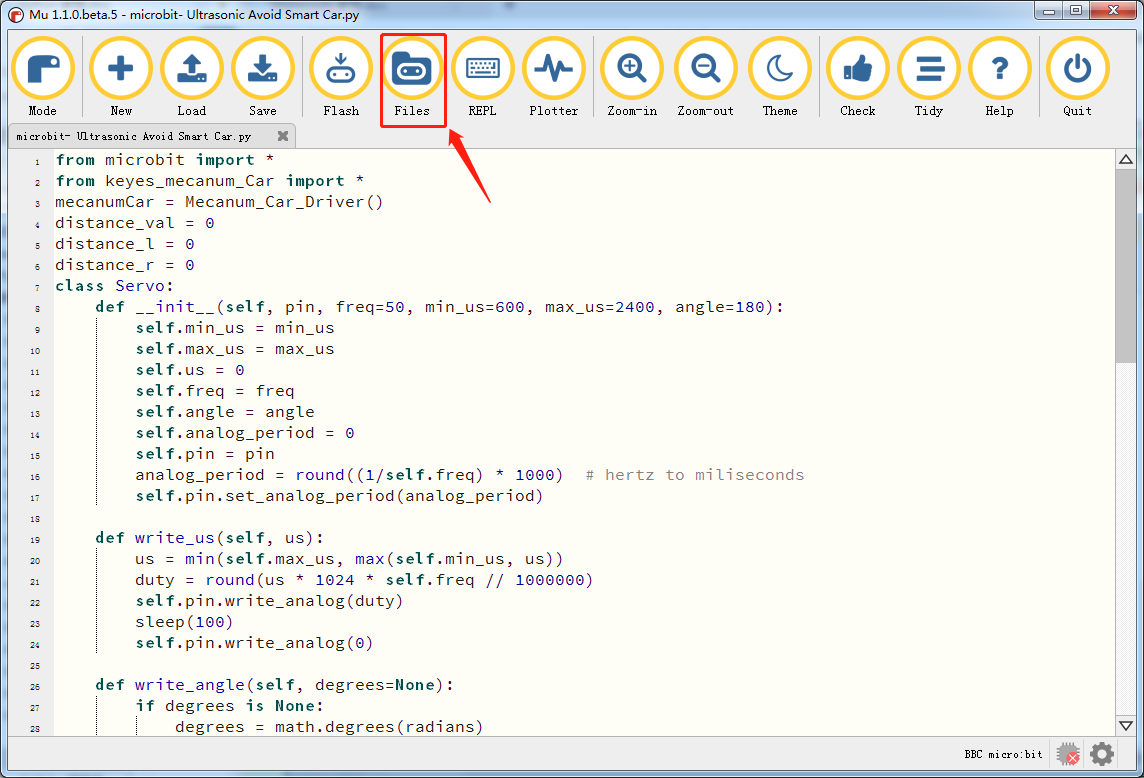 Mu 1.1.0.beta.5 - microbit- Ultrasonic Avoid Smart Car.py
Mode New Load Save Flash Files REPL Plotter Zoom-in Zoom-out Theme Check Tidy Help Quit
microbit- Ultrasonic Avoid Smart Car.py
1 from microbit import *
2 from keyes_mecanum_Car import *
3 mecanumCar = Mecanum_Car_Driver()
4 distance_val = 0
5 distance_l = 0
6 distance_r = 0
7 class Servo:
8 def __init__(self, pin, freq=50, min_us=600, max_us=2400, angle=180):
9 self.min_us = min_us
10 self.max_us = max_us
11 self.us = 0
12 self.freq = freq
13 self.angle = angle
14 self.analog_period = 0
15 self.pin = pin
16 analog_period = round((1/self.freq) * 1000)  # hertz to miliseconds
17 self.pin.set_analog_period(analog_period)
18
19 def write_us(self, us):
20 us = min(self.max_us, max(self.min_us, us))
21 duty = round(us * 1024 * self.freq // 1000000)
22 self.pin.write_analog(duty)
23 sleep(100)
24 self.pin.write_analog(0)
25
26 def write_angle(self, degrees=None):
27 if degrees is None:
28 degrees = math.degrees(radians)
BBC micro:bit